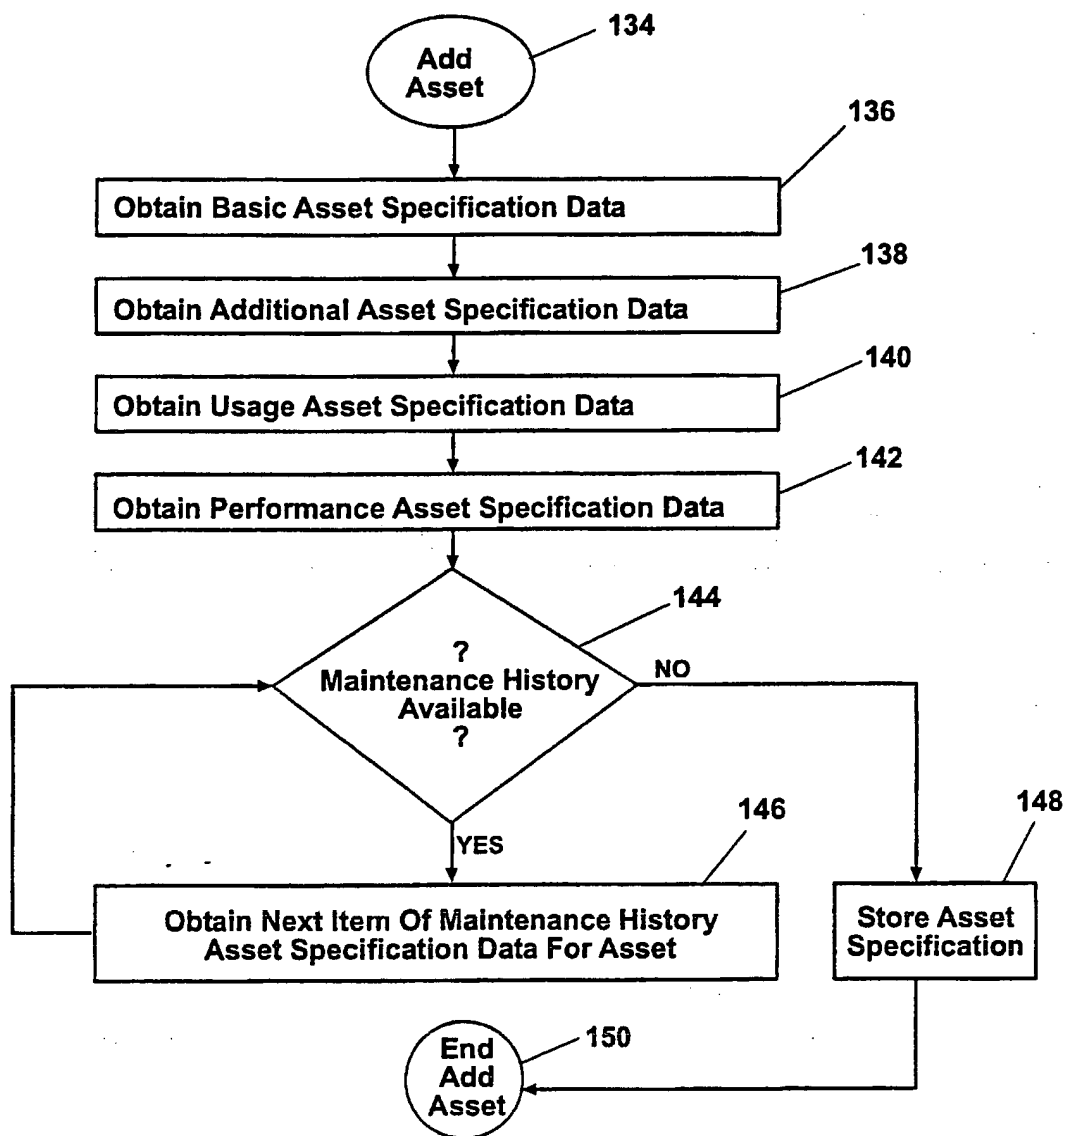 134
Add
Asset
136
Obtain Basic Asset Specification Data
138
Obtain Additional Asset Specification Data
140
Obtain Usage Asset Specification Data
142
Obtain Performance Asset Specification Data
144
?
Maintenance History
Available
?
NO
YES
146
148
Obtain Next Item Of Maintenance History
Asset Specification Data For Asset
Store Asset
Specification
150
End
Add
Asset